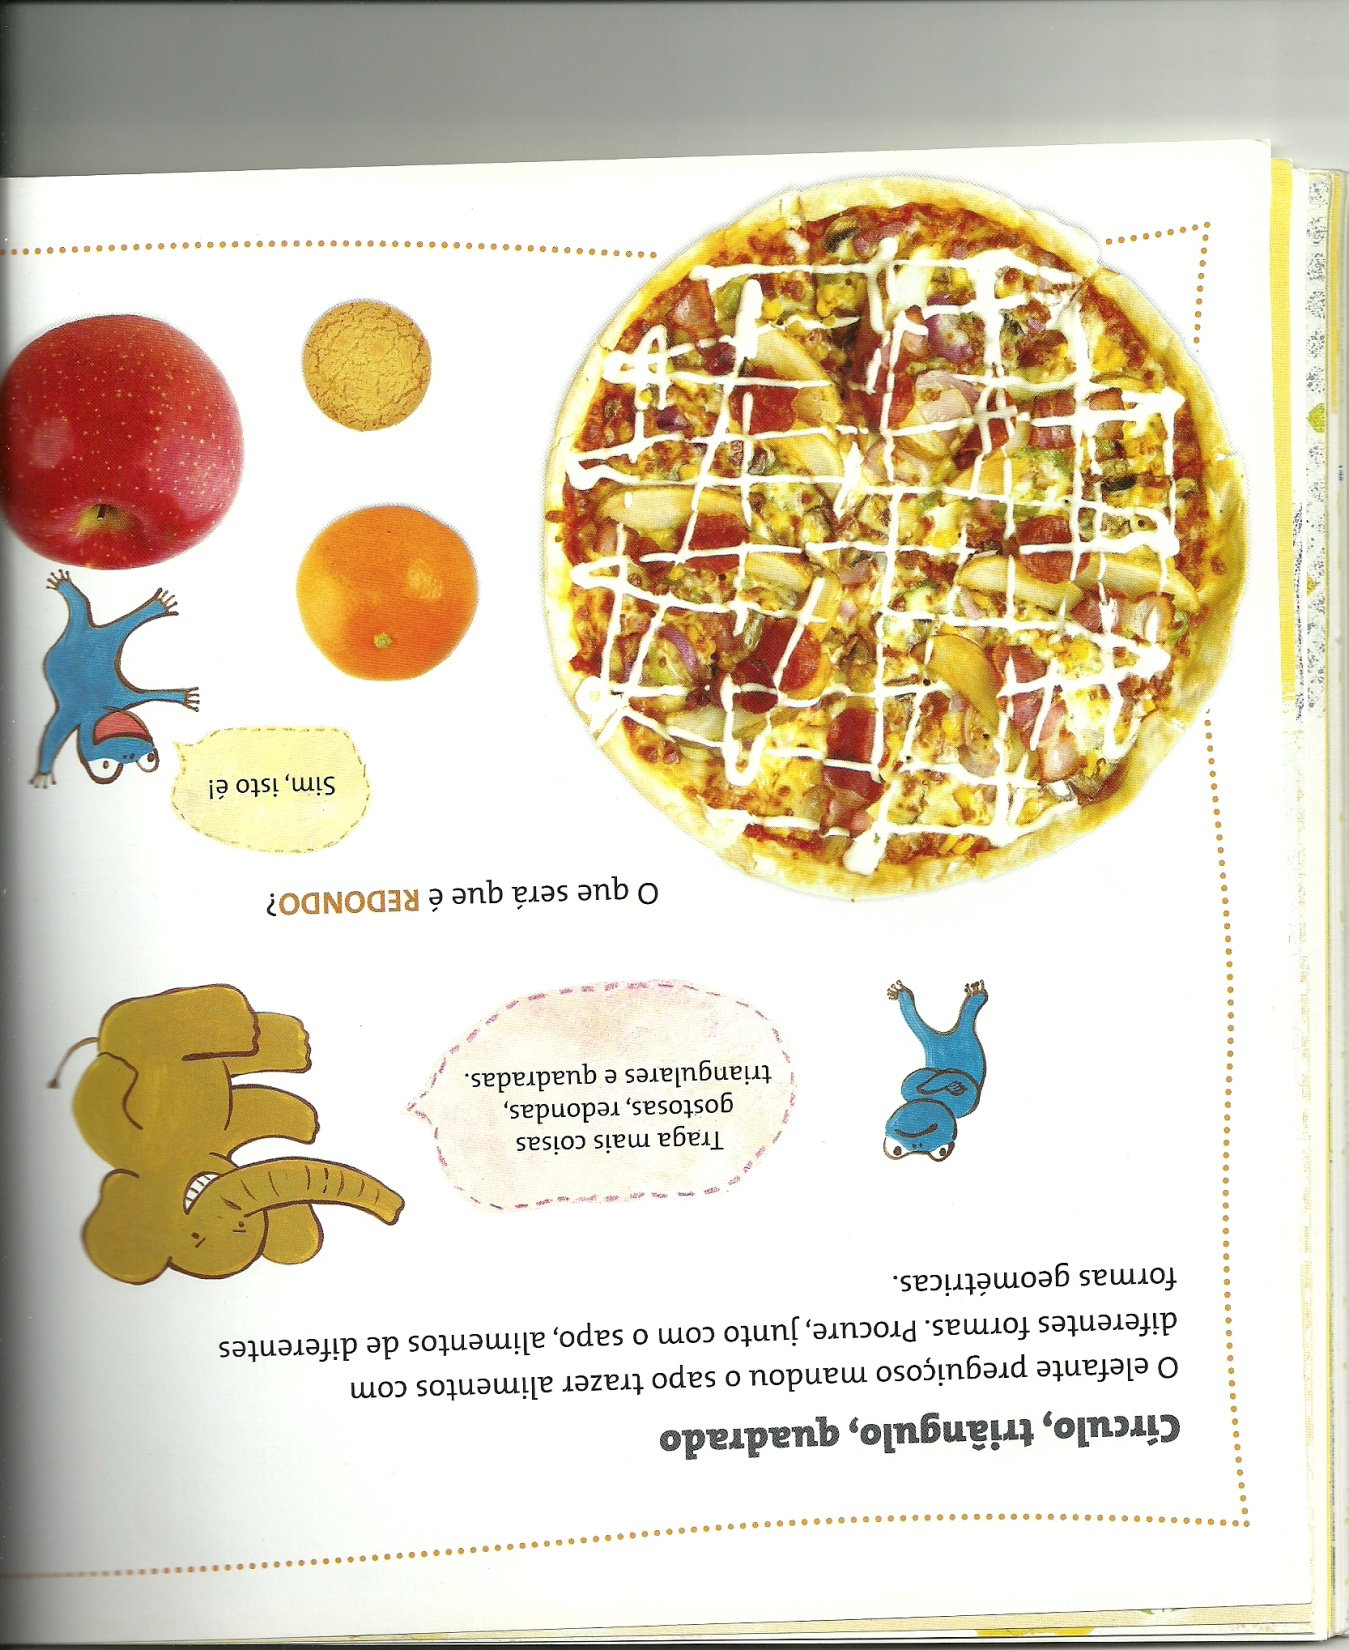 Círculo, triângulo, quadrado
O elefante preguiçoso mandou o sapo trazer alimentos com
diferentes formas. Procure, junto com o sapo, alimentos de diferentes
formas geométricas.
Traga mais coisas
gostosas, redondas,
triangulares e quadradas.
O que será que é REDONDO?
Sim, isto é!